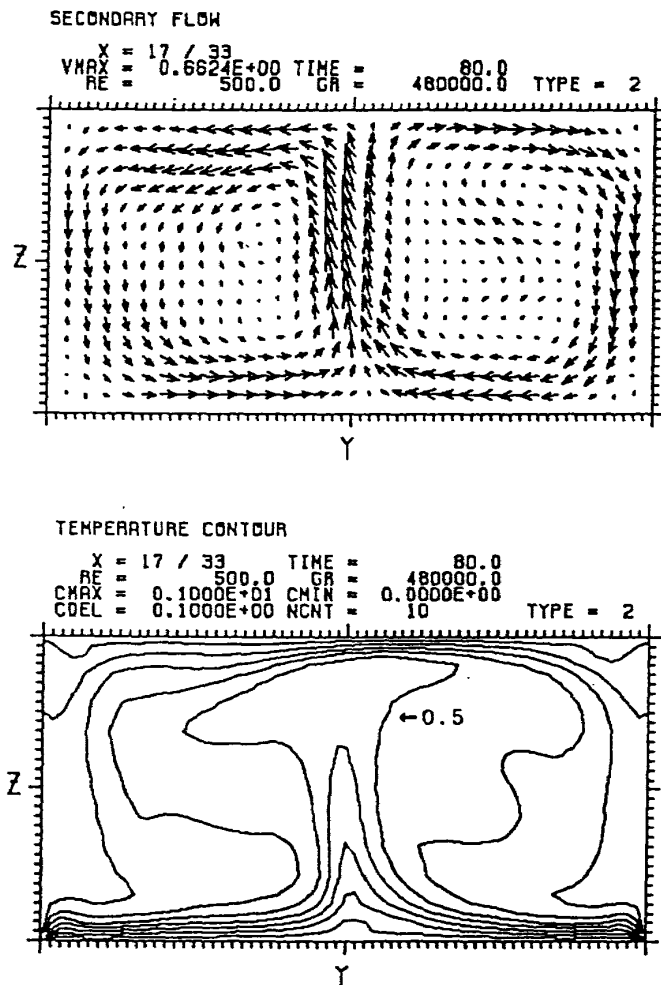 SECONDARY FLOW
X = 17 / 33
VMAX = 0.6624E+00 TIME = 80.0
RE = 500.0 GR = 480000.0 TYPE = 2
Z
Y
TEMPERATURE CONTOUR
X = 17 / 33 TIME = 80.0
RE = 500.0 GR = 480000.0
CMAX = 0.1000E+01 CMIN = 0.0000E+00
CDEL = 0.1000E+00 NCNT = 10 TYPE = 2
←0.5
Z
Y